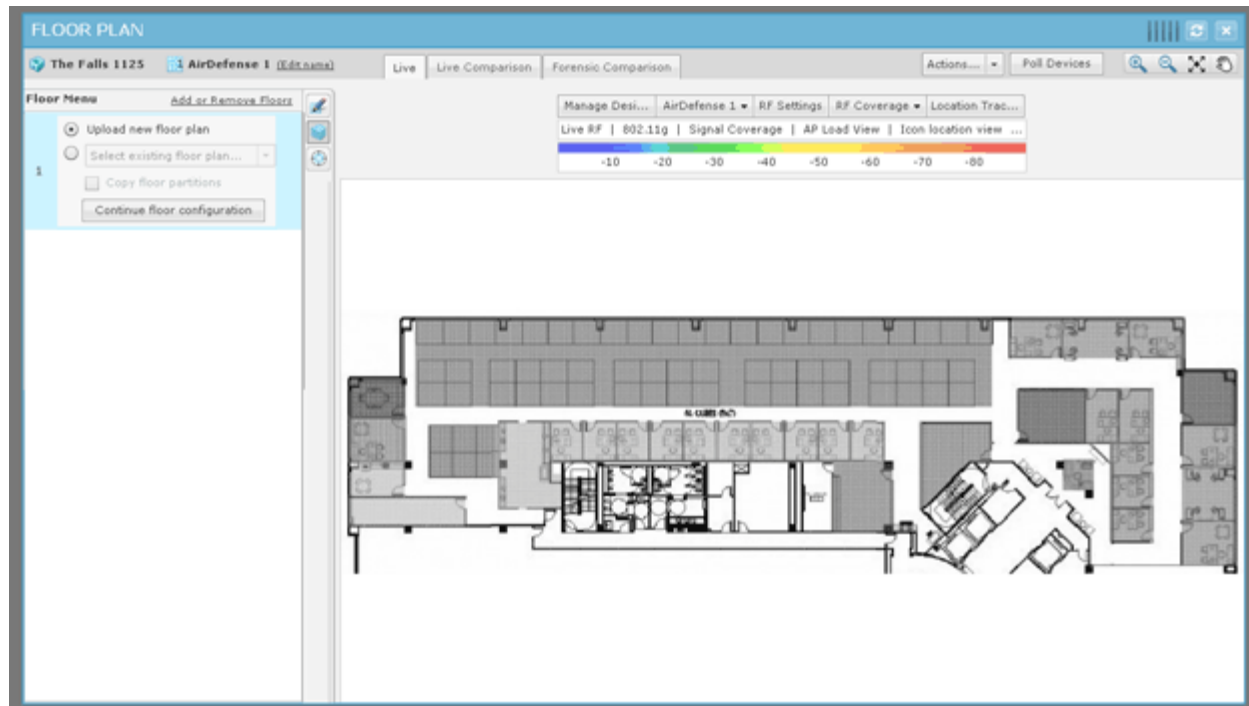 FLOOR PLAN
The Falls 1125 AirDefense 1 (Edit name) Live Live Comparison Forensic Comparison Actions... Poll Devices
Floor Menu Add or Remove Floors
Manage Desi... AirDefense 1 RF Settings RF Coverage Location Trac...
Upload new floor plan
Live RF | 802.11g | Signal Coverage | AP Load View | Icon location view ...
Select existing floor plan...
-10 -20 -30 -40 -50 -60 -70 -80
1
Copy floor partitions
Continue floor configuration